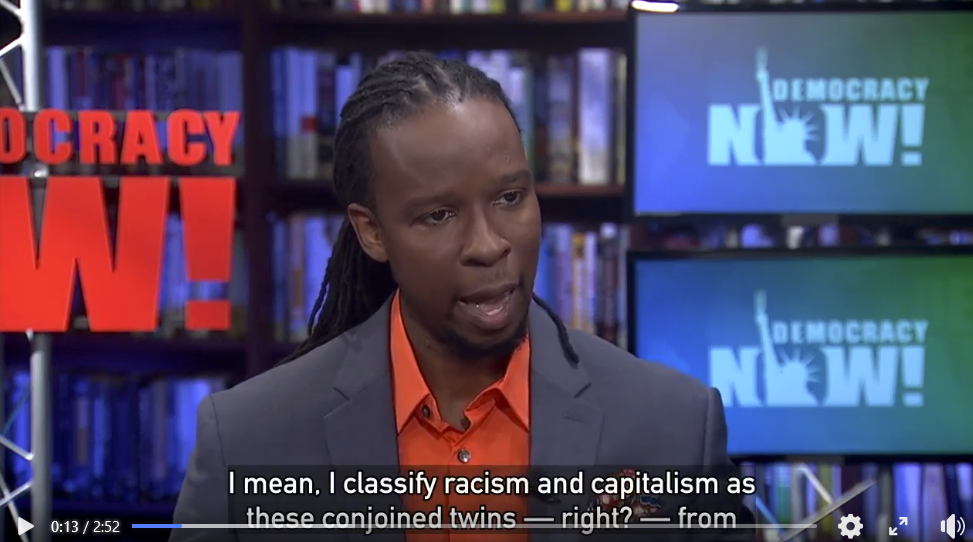 OCRACY
W!
DEMOCRACY
NOW!
DEMOCRACY
NOW!
I mean, I classify racism and capitalism as
these conjoined twins — right? — from
0:13 / 2:52